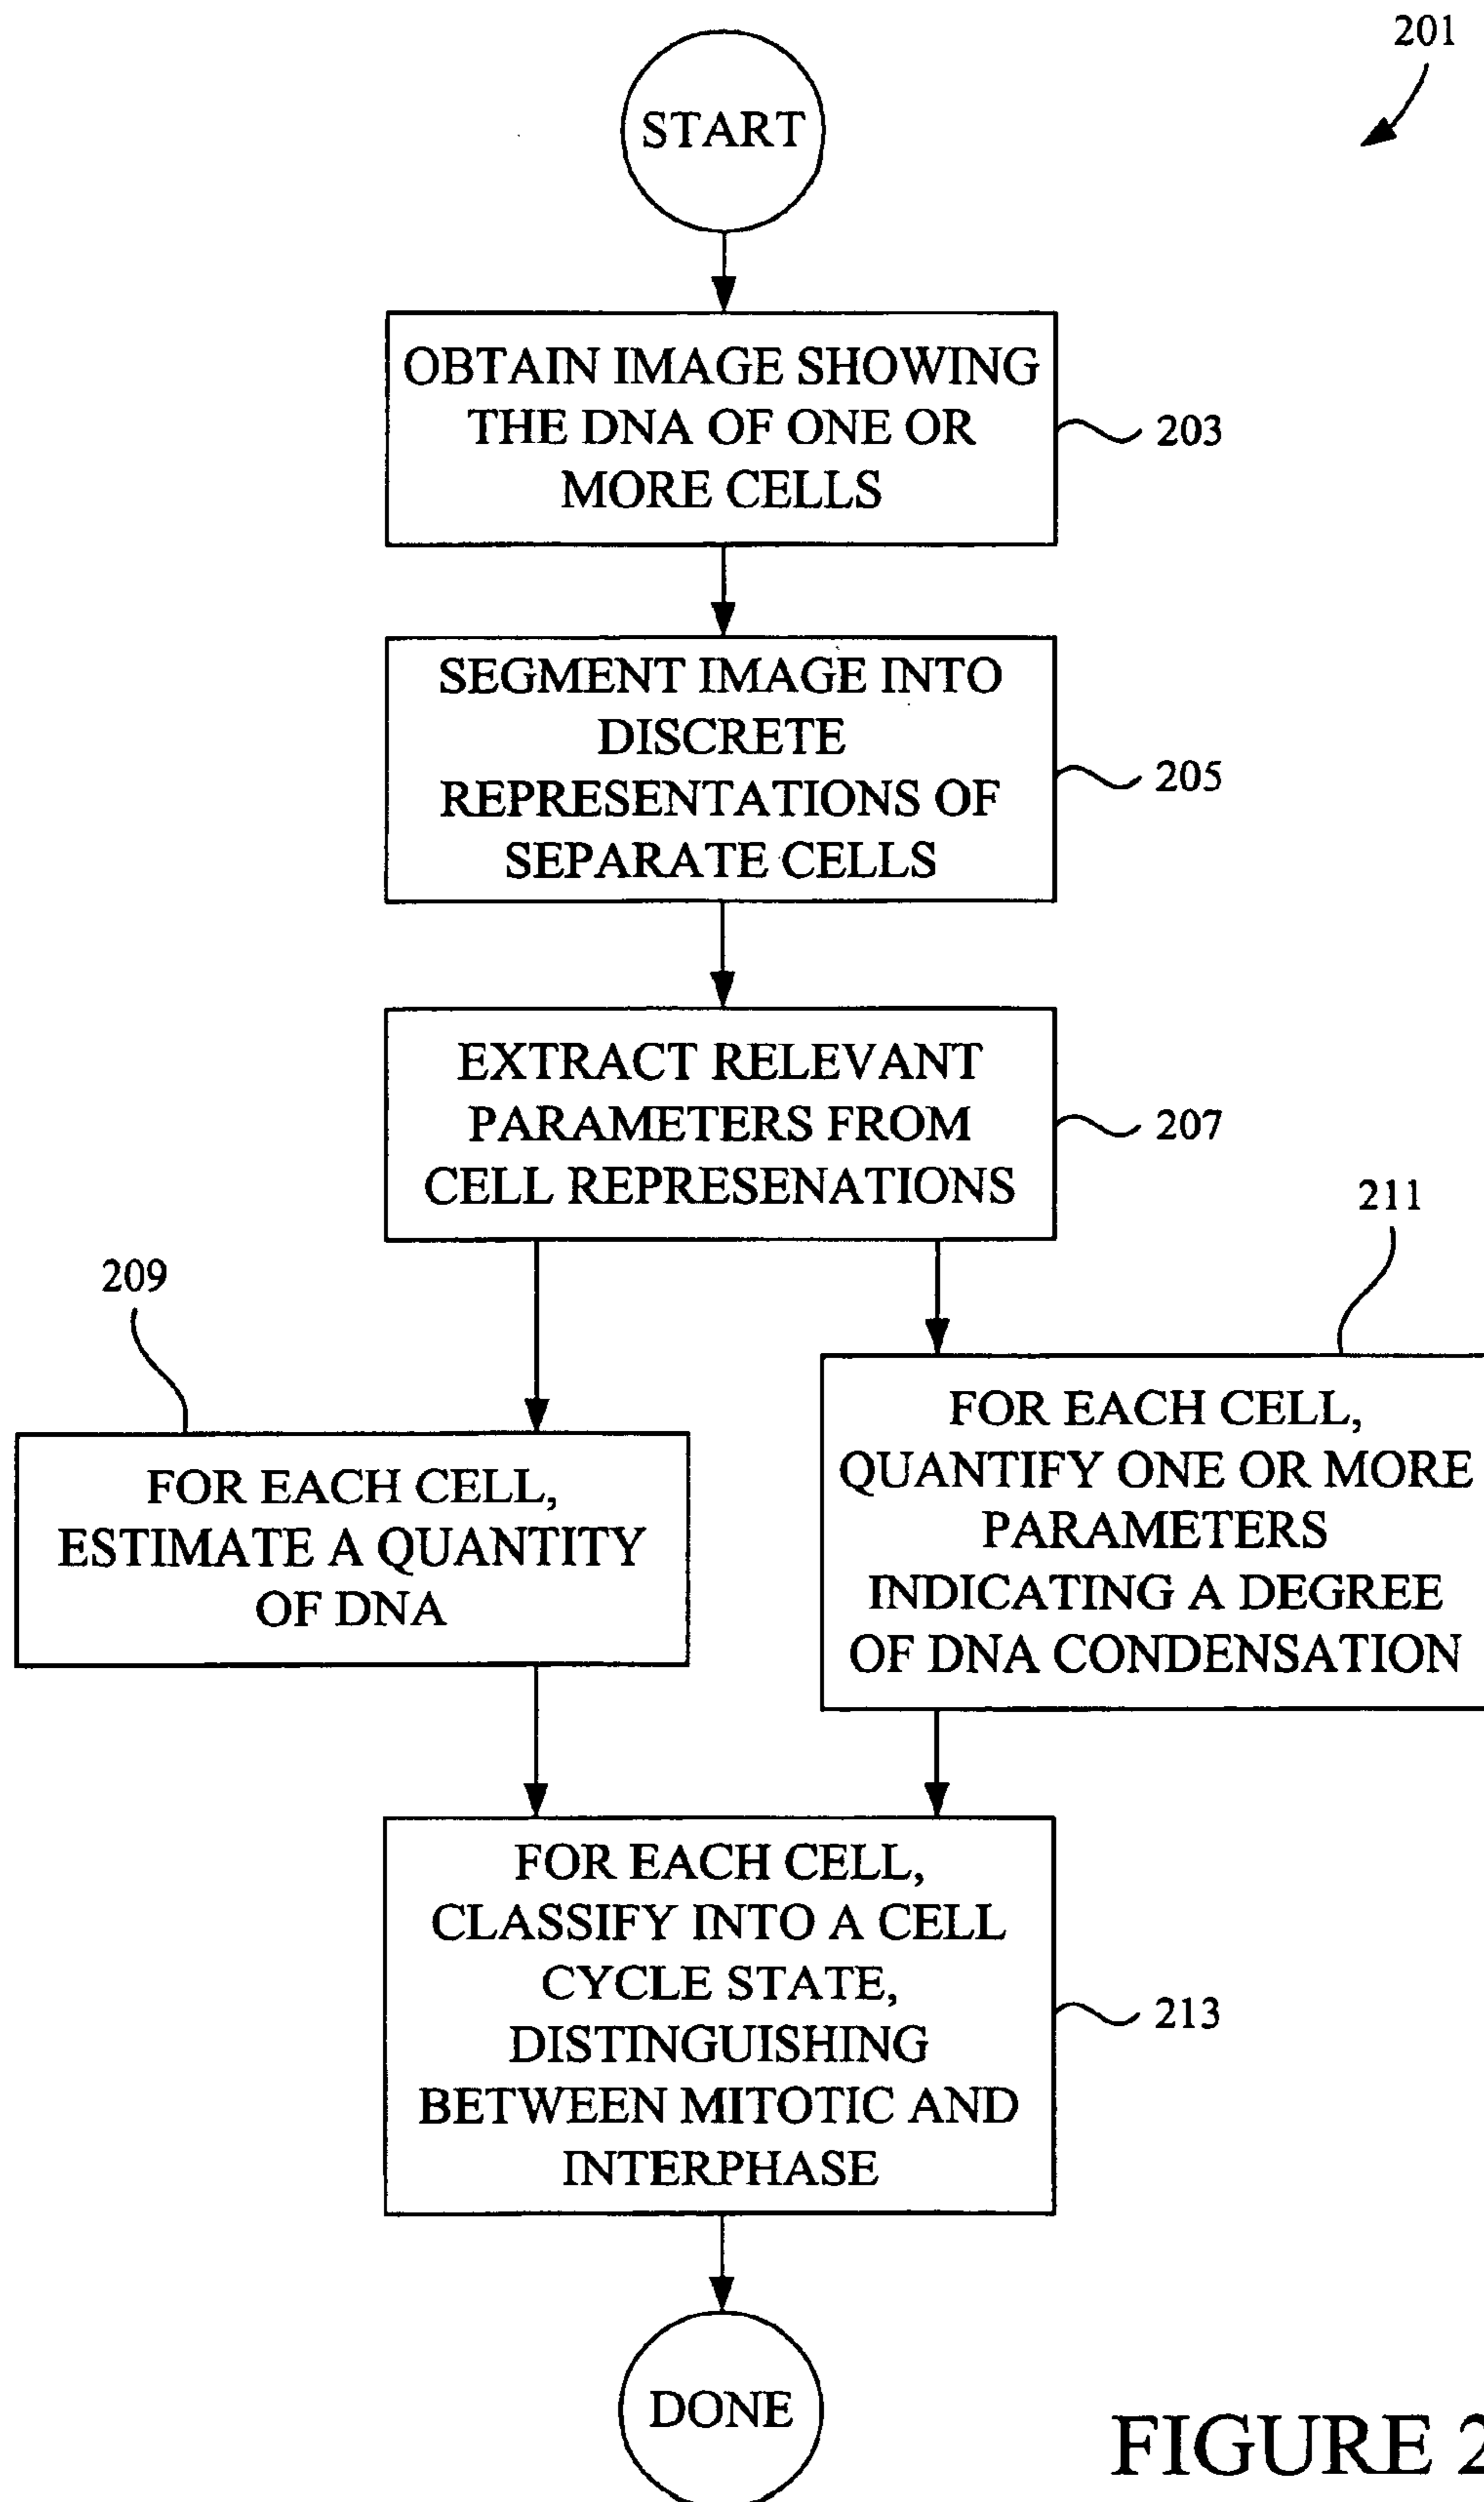 201
START
OBTAIN IMAGE SHOWING
THE DNA OF ONE OR
MORE CELLS
203
SEGMENT IMAGE INTO
DISCRETE
REPRESENTATIONS OF
SEPARATE CELLS
205
EXTRACT RELEVANT
PARAMETERS FROM
CELL REPRESENATIONS
207
209
211
FOR EACH CELL,
ESTIMATE A QUANTITY
OF DNA
FOR EACH CELL,
QUANTIFY ONE OR MORE
PARAMETERS
INDICATING A DEGREE
OF DNA CONDENSATION
FOR EACH CELL,
CLASSIFY INTO A CELL
CYCLE STATE,
DISTINGUISHING
BETWEEN MITOTIC AND
INTERPHASE
213
DONE
FIGURE 2